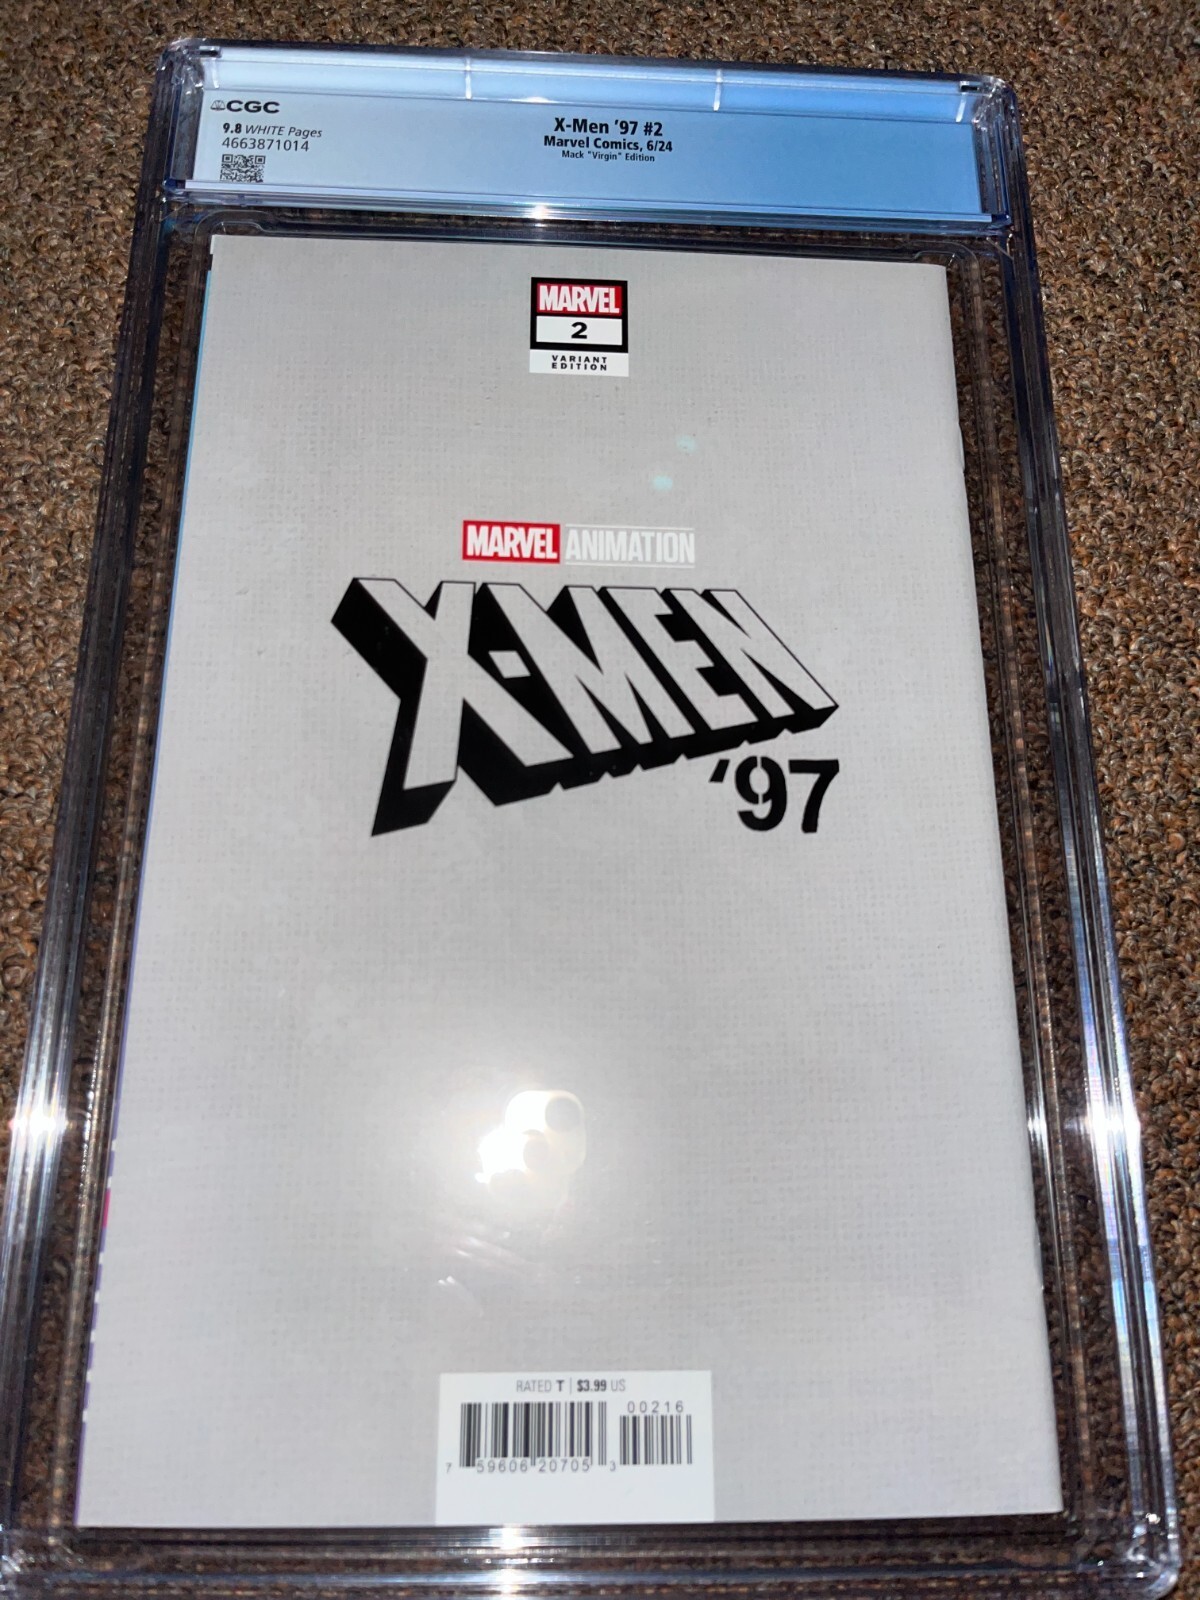 CGC
9.8 WHITE Pages
4663871014
X-Men '97 #2
Marvel Comics, 6/24
Mack "Virgin" Edition
MARVEL
2
VARIANT
EDITION
MARVEL ANIMATION
X-MEN
'97
RATED T | $3.99 US
00216
7 59606 20705 3